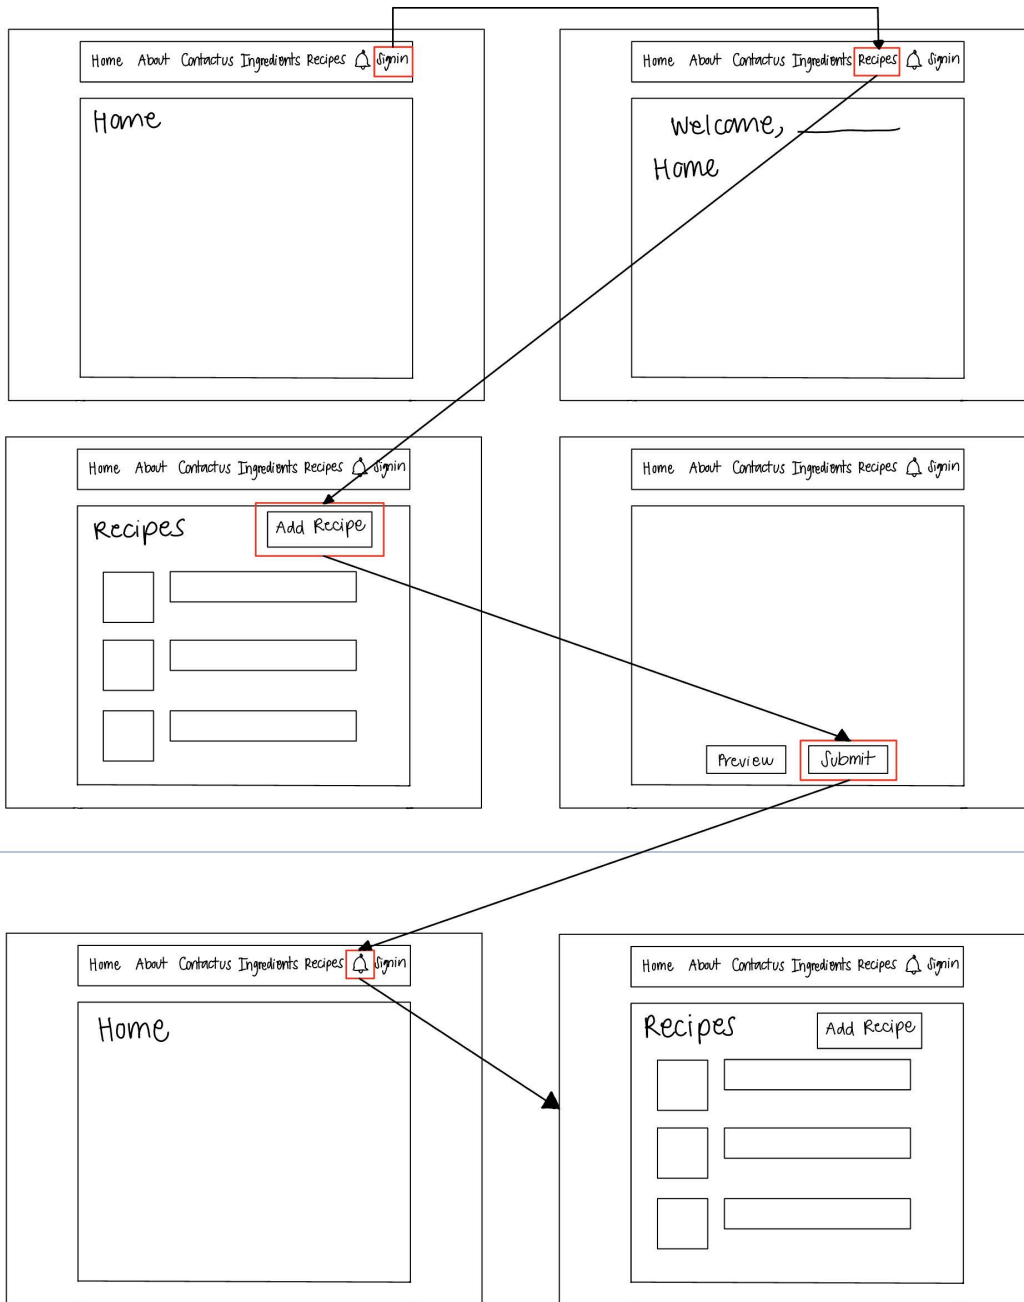 Home About Contactus Ingredients Recipes Signin
Home
Home About Contactus Ingredients Recipes Signin
Welcome,
Home
Home About Contactus Ingredients Recipes Signin
Recipes Add Recipe
Home About Contactus Ingredients Recipes Signin
Preview Submit
Home About Contactus Ingredients Recipes Signin
Home
Home About Contactus Ingredients Recipes Signin
Recipes Add Recipe